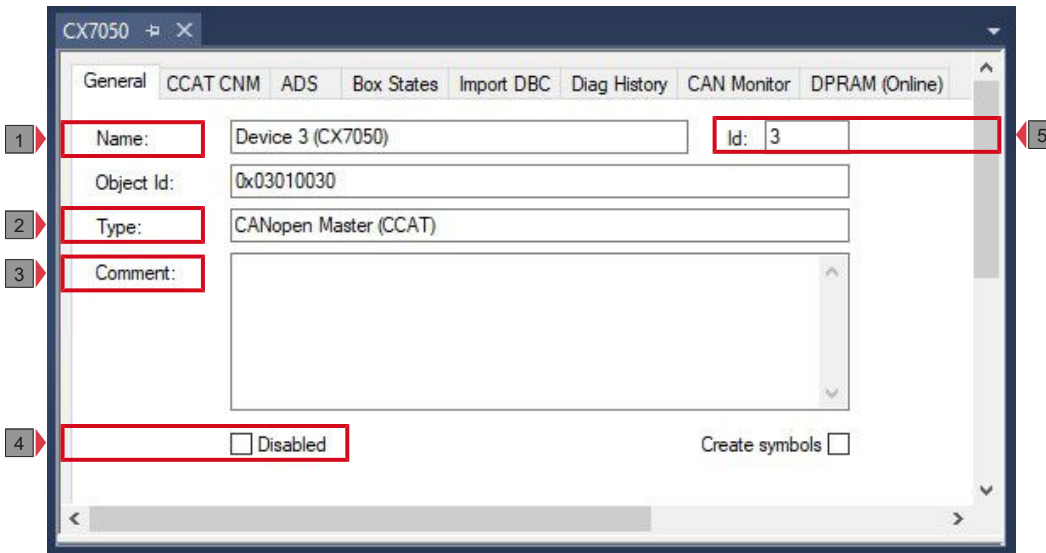 CX7050
General CCAT CNM ADS Box States Import DBC Diag History CAN Monitor DPRAM (Online)
1 Name: Device 3 (CX7050) Id: 3 5
Object Id: 0x03010030
2 Type: CANopen Master (CCAT)
3 Comment:
4 Disabled Create symbols